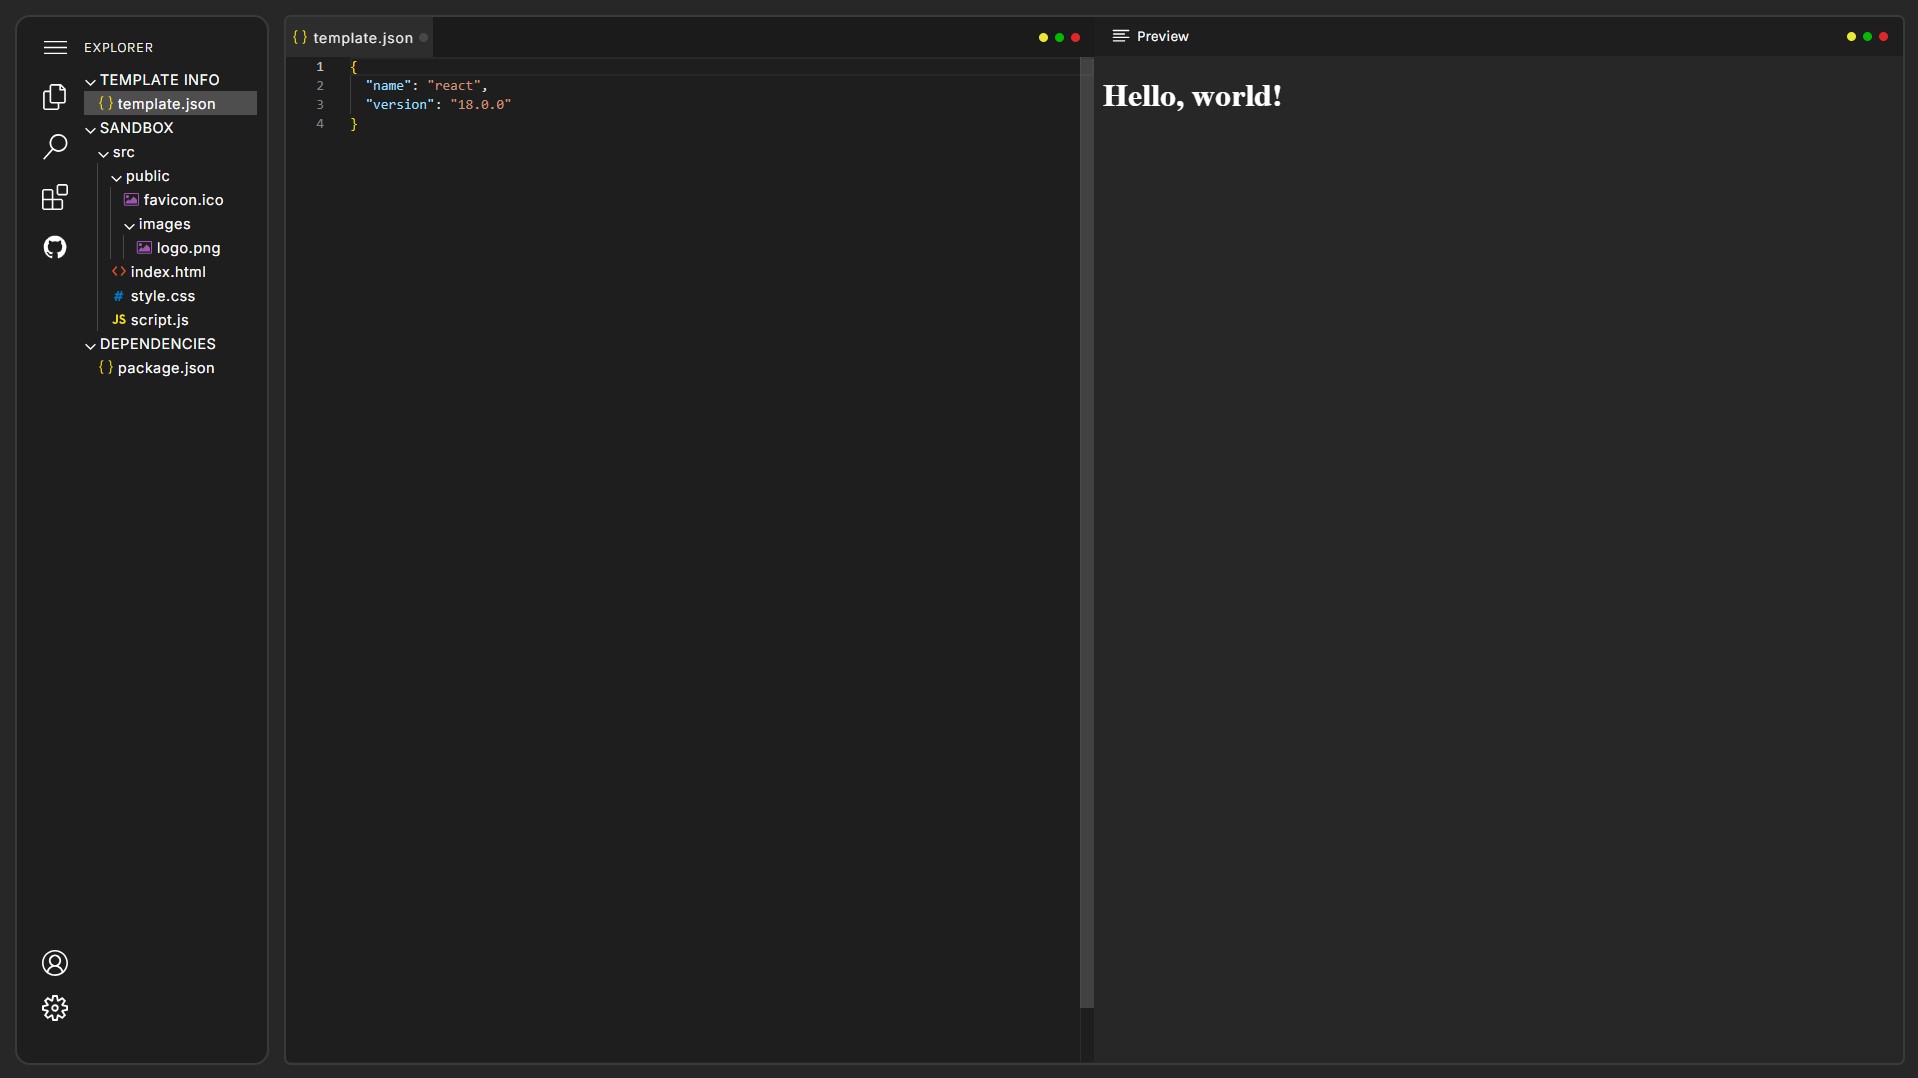 EXPLORER
TEMPLATE INFO
{ } template.json
SANDBOX
src
public
favicon.ico
images
logo.png
<> index.html
# style.css
JS script.js
DEPENDENCIES
{ } package.json
{ } template.json
1 {
2 "name": "react",
3 "version": "18.0.0"
4 }
Preview
Hello, world!